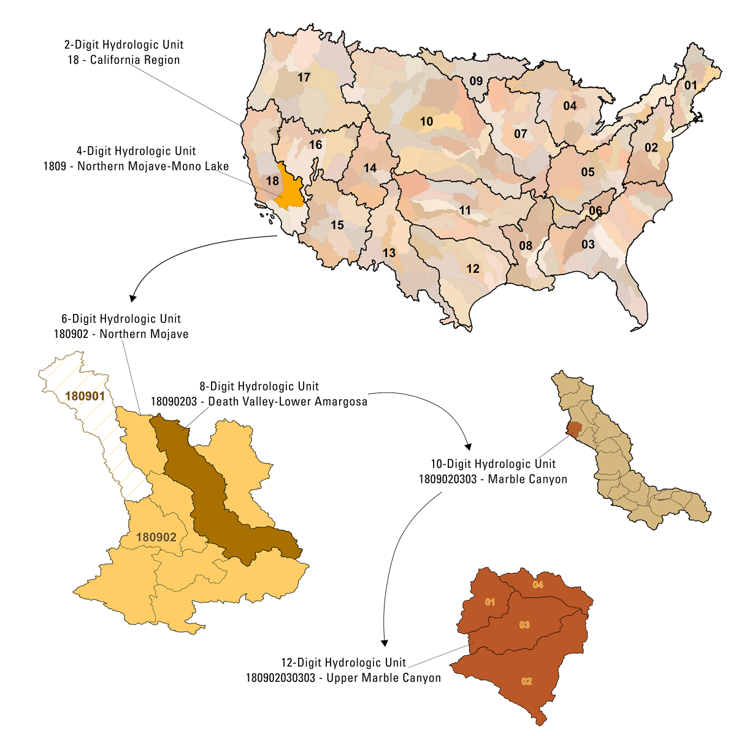 2-Digit Hydrologic Unit
18 - California Region
4-Digit Hydrologic Unit
1809 - Northern Mojave-Mono Lake
17
09
01
04
10
07
16
02
14
05
18
11
06
15
08
03
13
12
6-Digit Hydrologic Unit
180902 - Northern Mojave
8-Digit Hydrologic Unit
18090203 - Death Valley-Lower Amargosa
180901
180902
10-Digit Hydrologic Unit
1809020303 - Marble Canyon
04
01
03
02
12-Digit Hydrologic Unit
180902030303 - Upper Marble Canyon